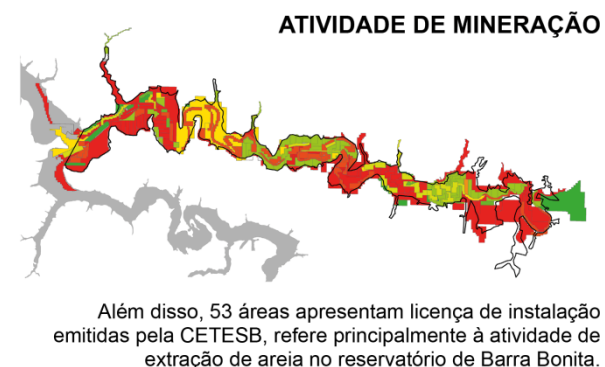 ATIVIDADE DE MINERAÇÃO
Além disso, 53 áreas apresentam licença de instalação
emitidas pela CETESB, refere principalmente à atividade de
extração de areia no reservatório de Barra Bonita.